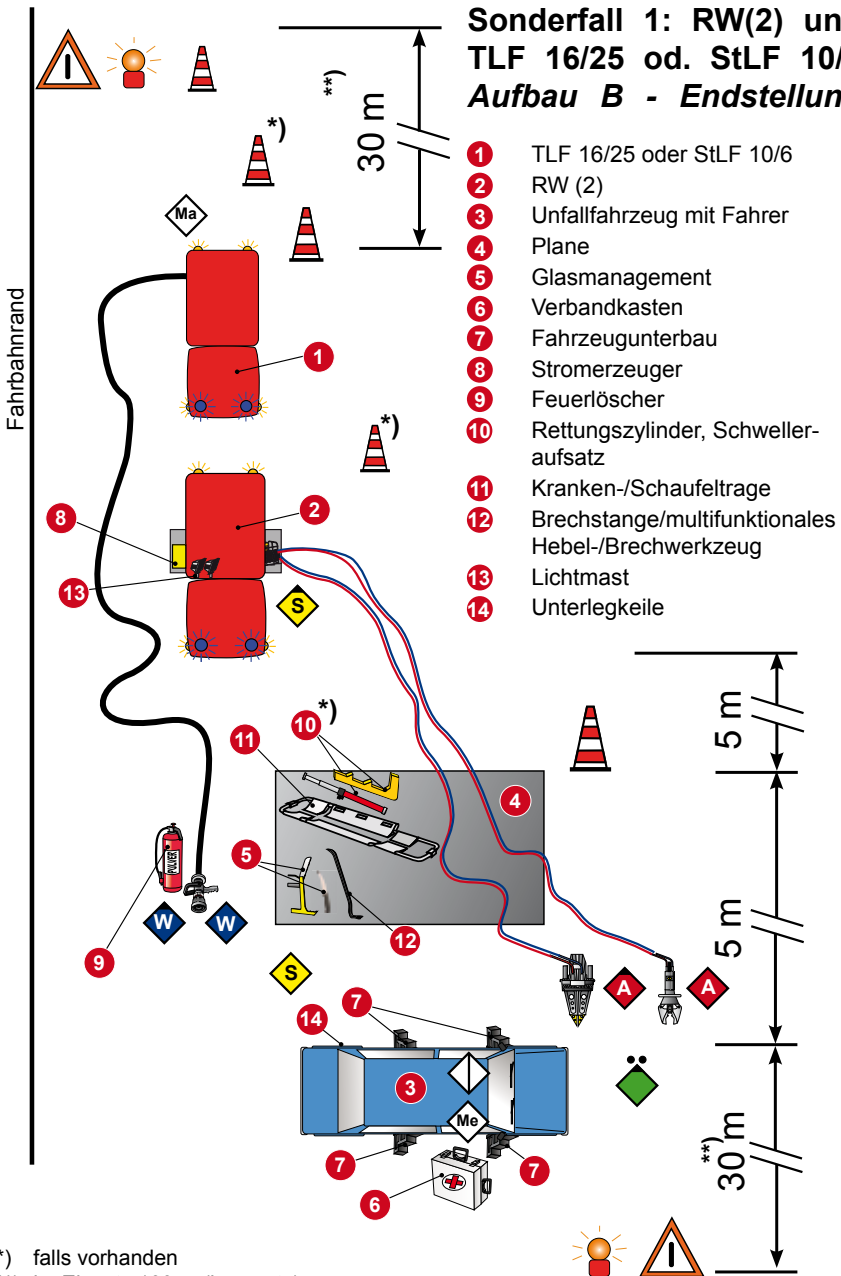 Sonderfall 1: RW(2) un
TLF 16/25 od. StLF 10/
Aufbau B - Endstellun
**)
30 m
*)
1 TLF 16/25 oder StLF 10/6
2 RW (2)
3 Unfallfahrzeug mit Fahrer
4 Plane
5 Glasmanagement
6 Verbandkasten
7 Fahrzeugunterbau
8 Stromerzeuger
9 Feuerlöscher
10 Rettungszylinder, Schweller-
aufsatz
11 Kranken-/Schaufeltrage
12 Brechstange/multifunktionales
Hebel-/Brechwerkzeug
13 Lichtmast
14 Unterlegkeile
Fahrbahnrand
Ma
1
*)
2
8
13
S
5 m
10 *)
11
4
5
PULVER
W
W
12
9
5 m
S
A
A
7
7
14
3
Me
7
7
6
**)
30 m
*) falls vorhanden